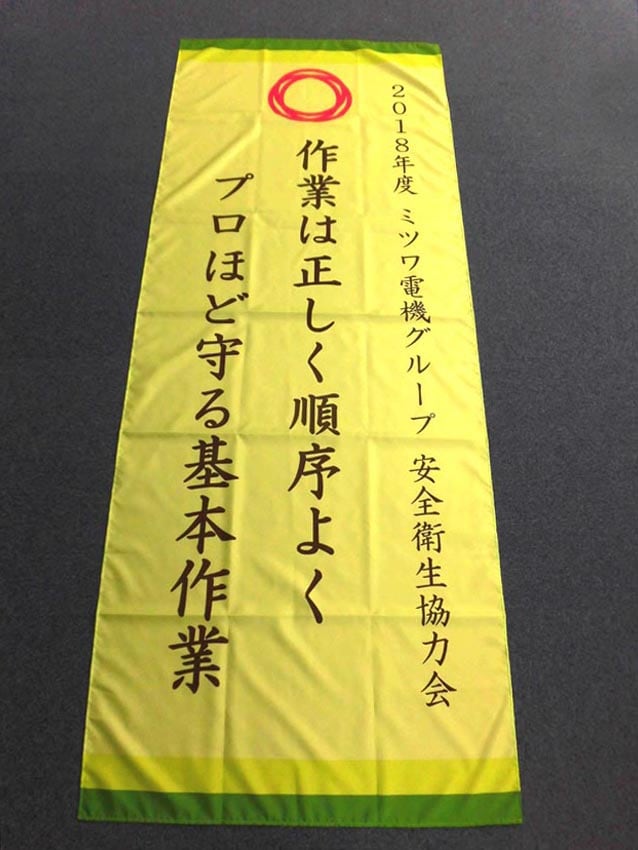 2018年度 ミツワ電機グループ 安全衛生協力会
作業は正しく順序よく
プロほど守る基本作業